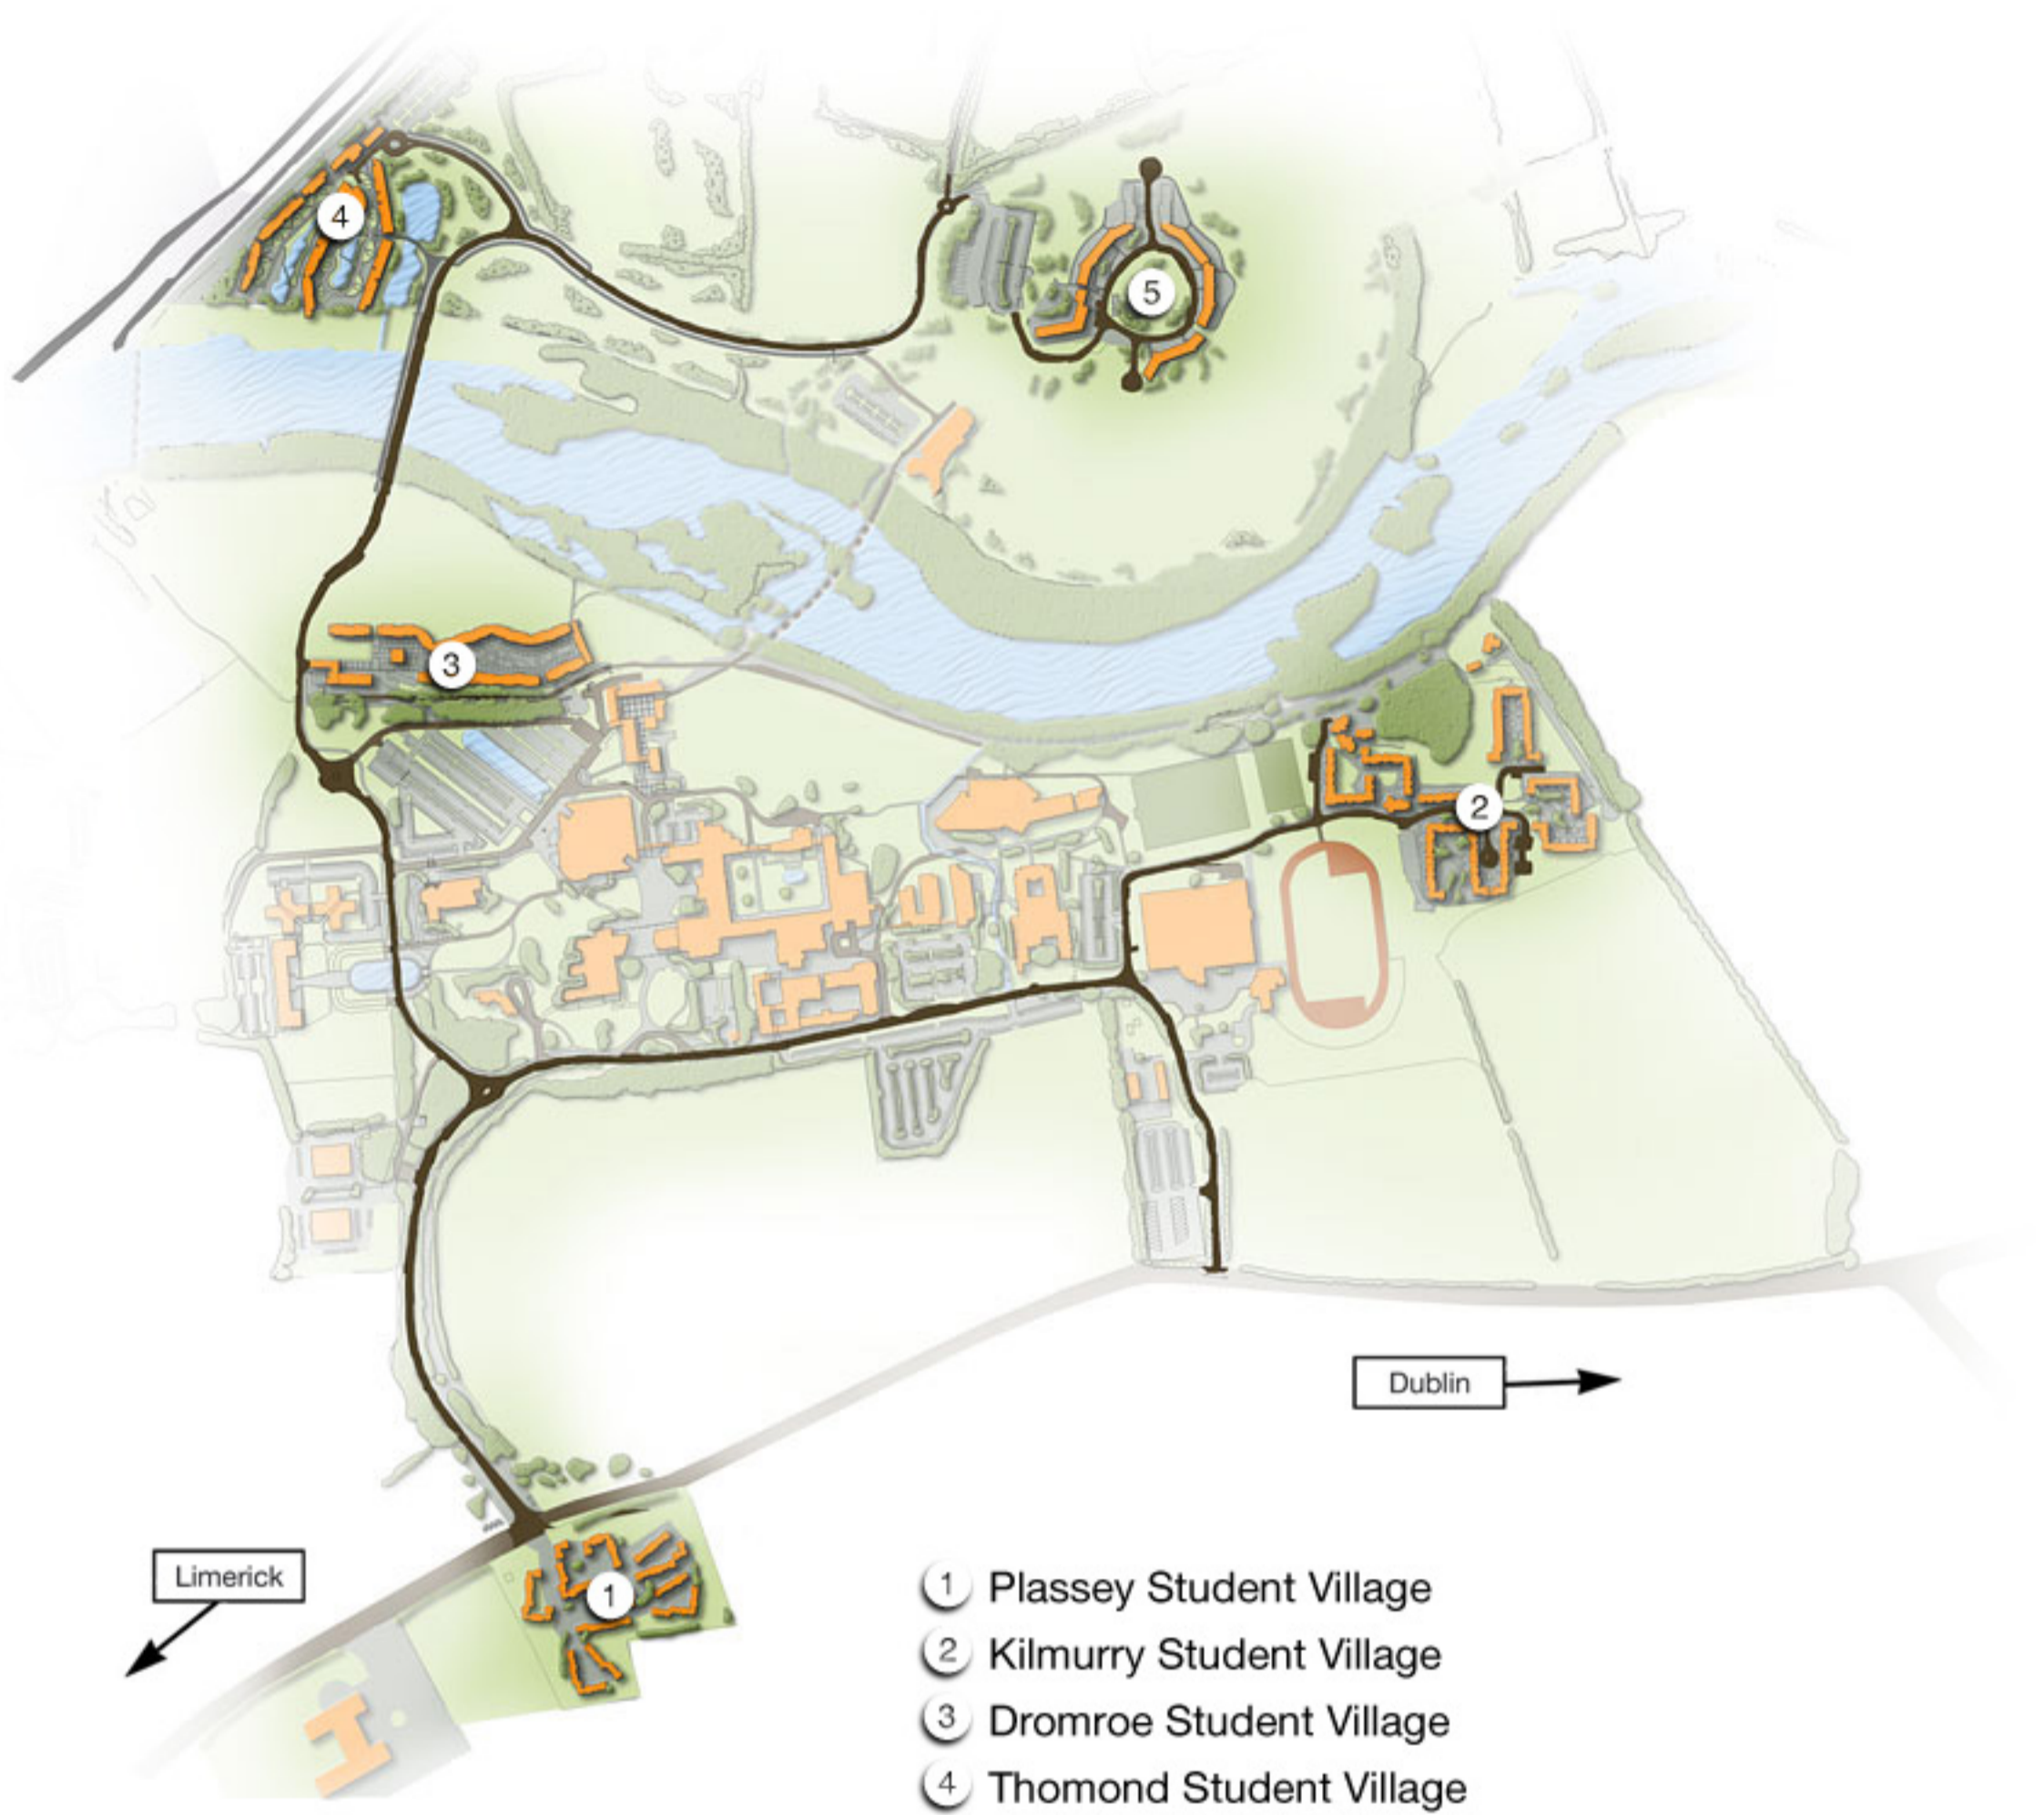 4
5
3
2
Dublin
Limerick
1
1 Plassey Student Village
2 Kilmurry Student Village
3 Dromroe Student Village
4 Thomond Student Village